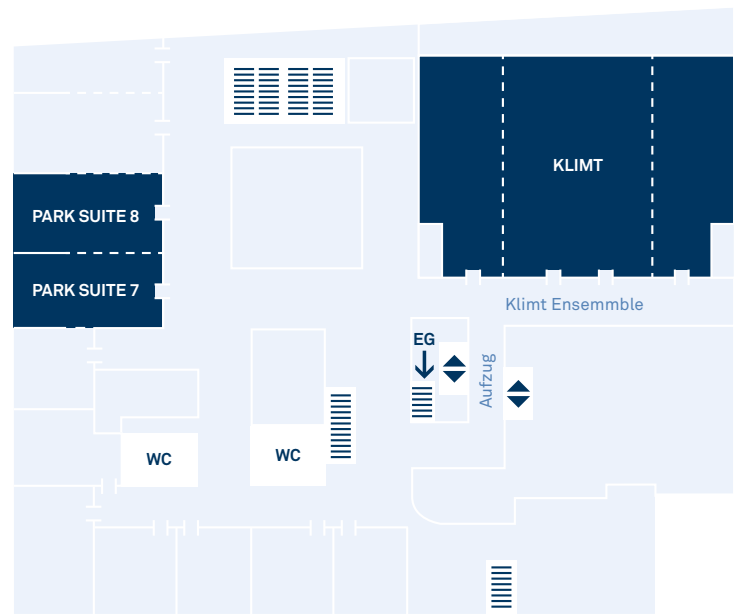 KLIMT
PARK SUITE 8
PARK SUITE 7
Klimt Ensemmble
EG
Aufzug
WC
WC